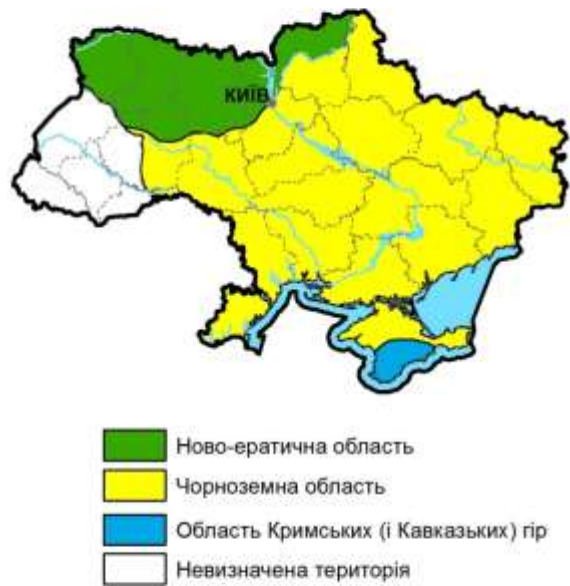 КИЇВ
Ново-ератична область
Чорноземна область
Область Кримських (і Кавказьких) гір
Невизначена територія